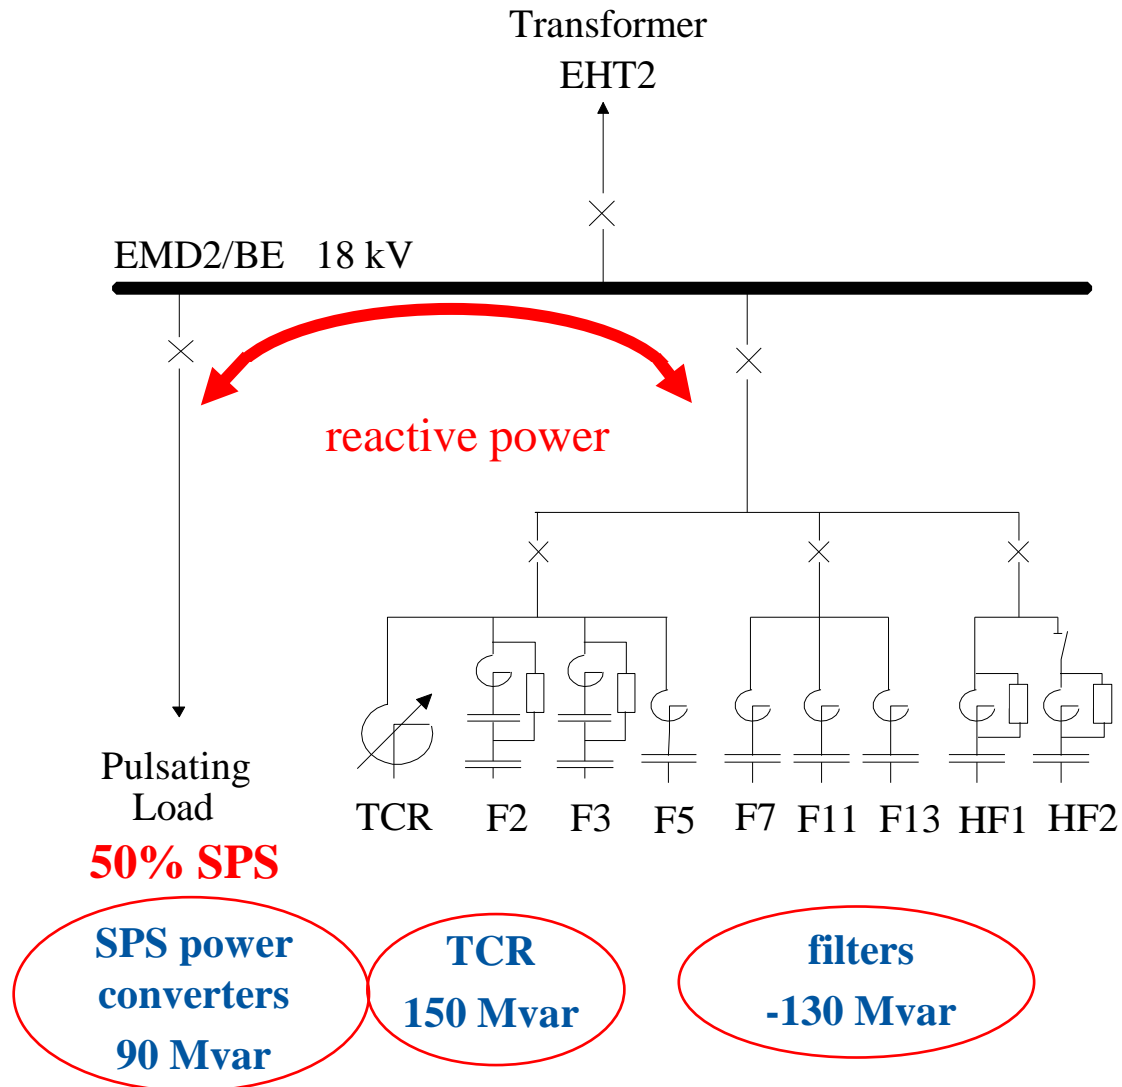 Transformer
EHT2
EMD2/BE 18 kV
reactive power
Pulsating
Load
50% SPS
TCR
F2
F3
F5
F7
F11
F13
HF1
HF2
SPS power
converters
90 Mvar
TCR
150 Mvar
filters
-130 Mvar